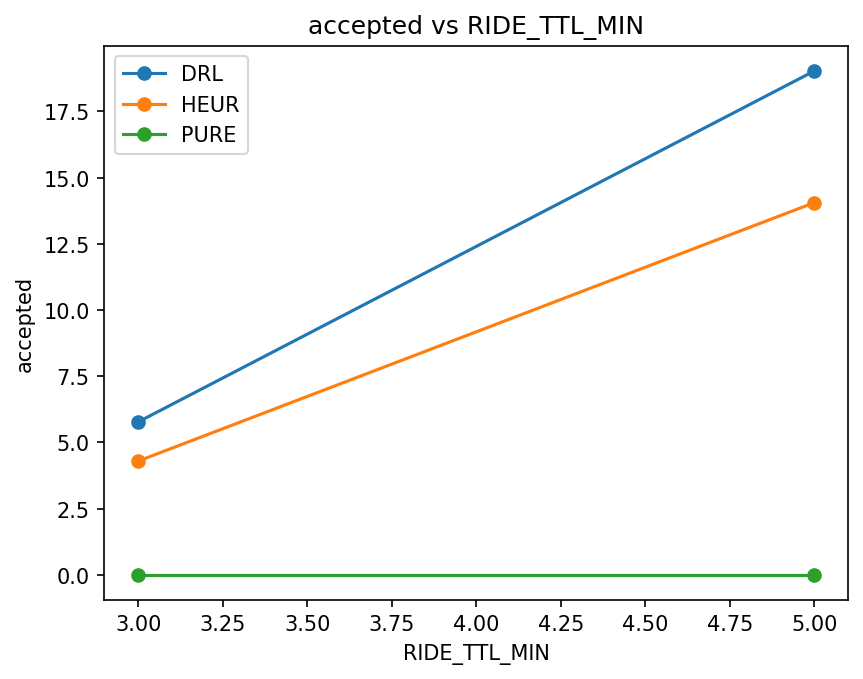 accepted vs RIDE_TTL_MIN
DRL
HEUR
PURE
accepted
17.5
15.0
12.5
10.0
7.5
5.0
2.5
0.0
3.00 3.25 3.50 3.75 4.00 4.25 4.50 4.75 5.00
RIDE_TTL_MIN